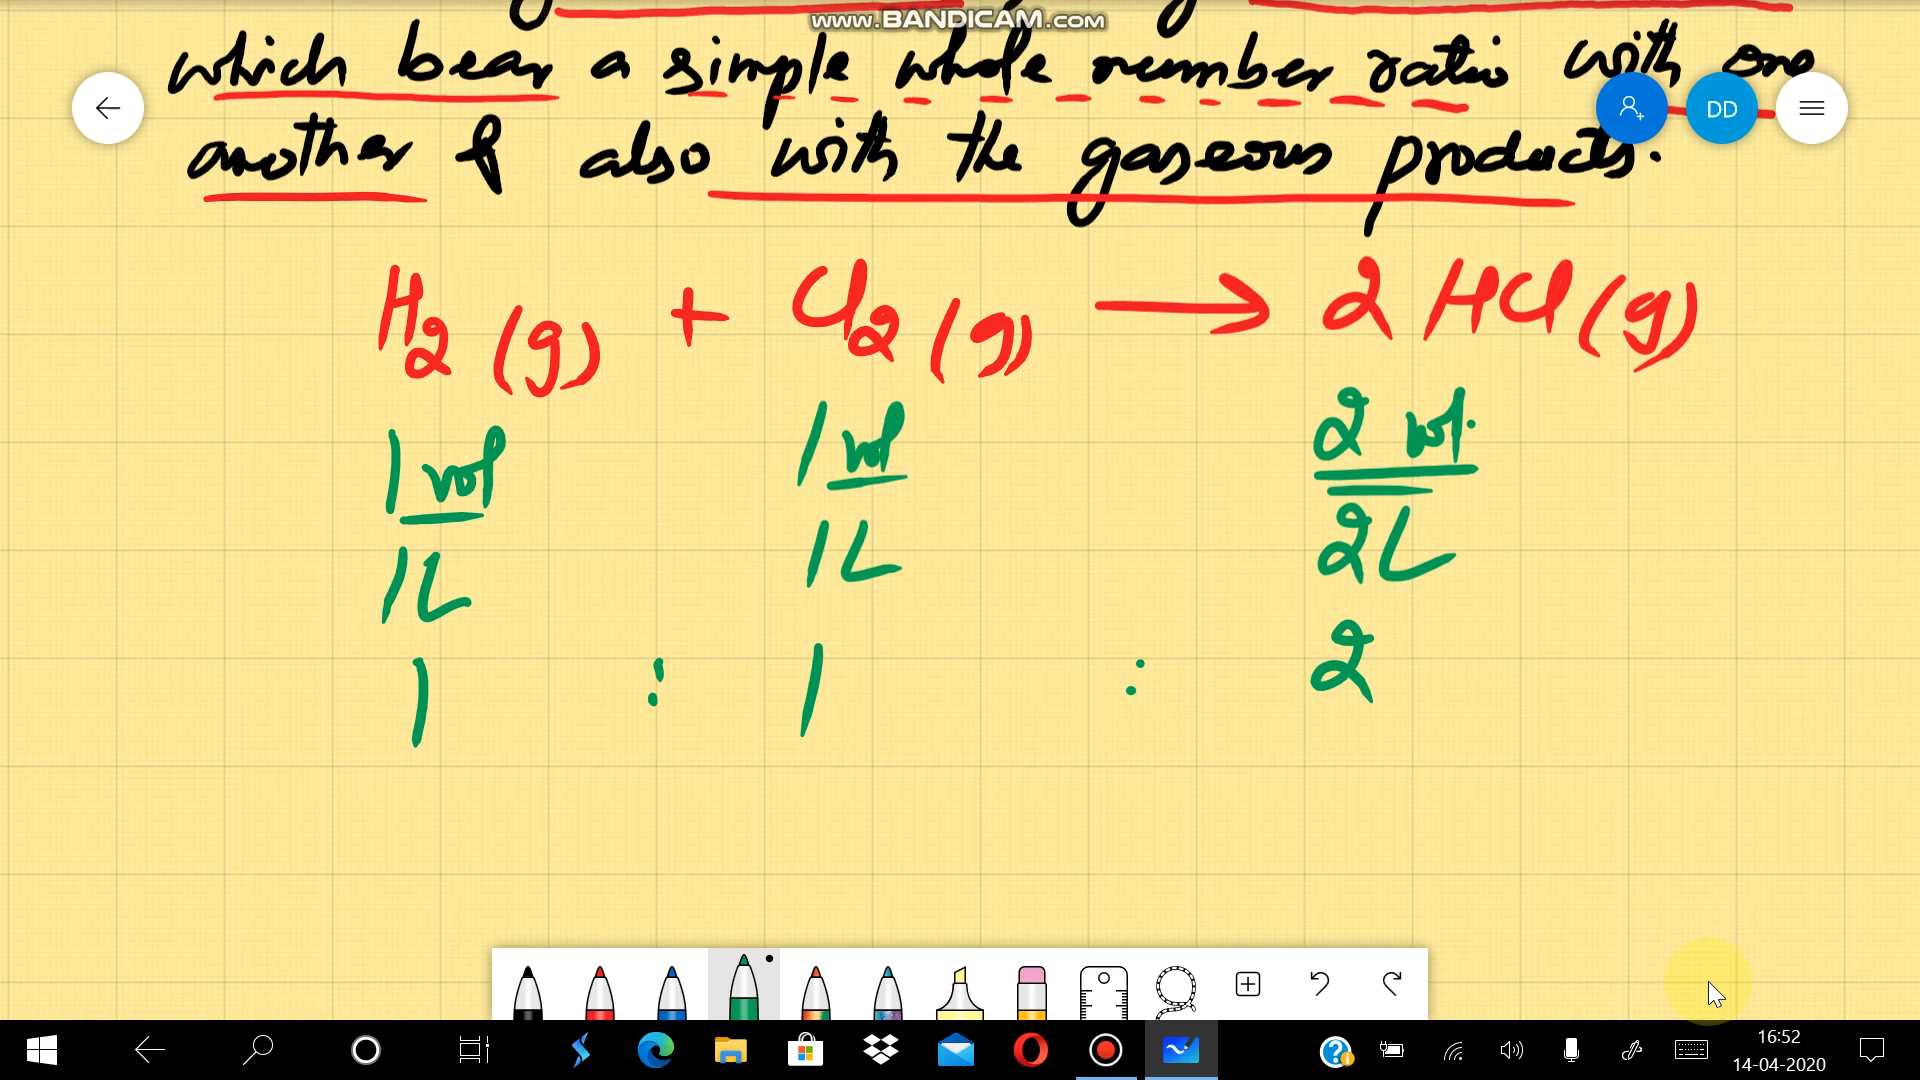 www.BANDICAM.com
which bear a simple whole number ratio with one
another & also with the gaseous products.
DD
H2 (g) + Cl2 (g) → 2 HCl (g)
1 vol 1 vol 2 vol.
1L 1L 2L
1 : 1 : 2
16:52
14-04-2020